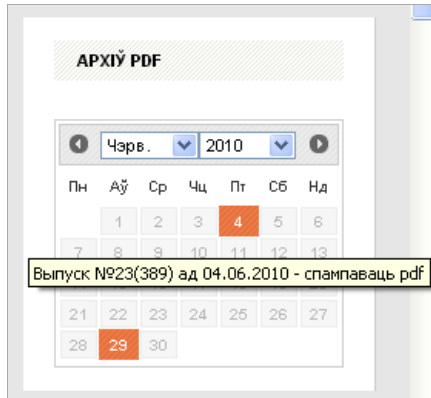 АРХІЎ PDF
Чэрв. 2010
Пн Аў Ср Чц Пт Сб Нд
1 2 3 4 5 6
7 8 9 10 11 12 13
Выпуск №23(389) ад 04.06.2010 - спампаваць pdf
21 22 23 24 25 26 27
28 29 30